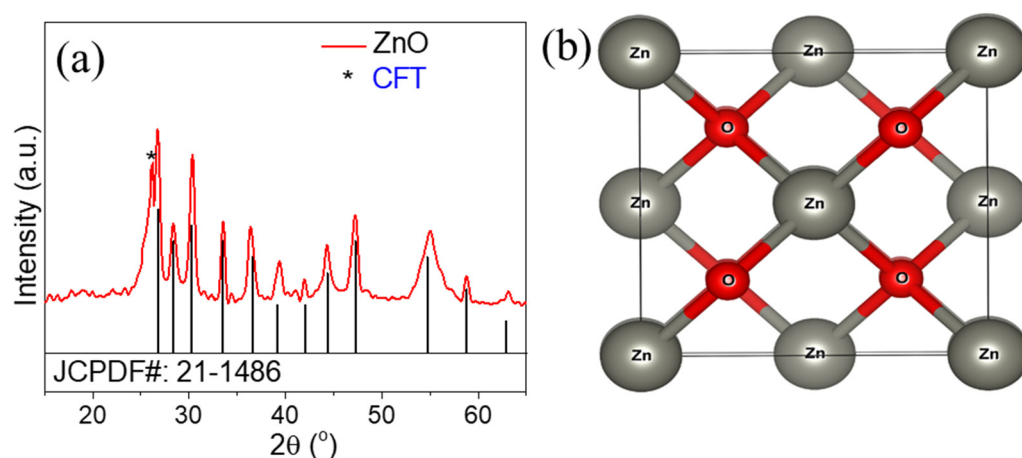 (a)
ZnO
* CFT
*
Intensity (a.u.)
JCPDF#: 21-1486
20 30 40 50 60
2θ (°)
(b)
Zn Zn Zn
O O
Zn Zn Zn
O O
Zn Zn Zn